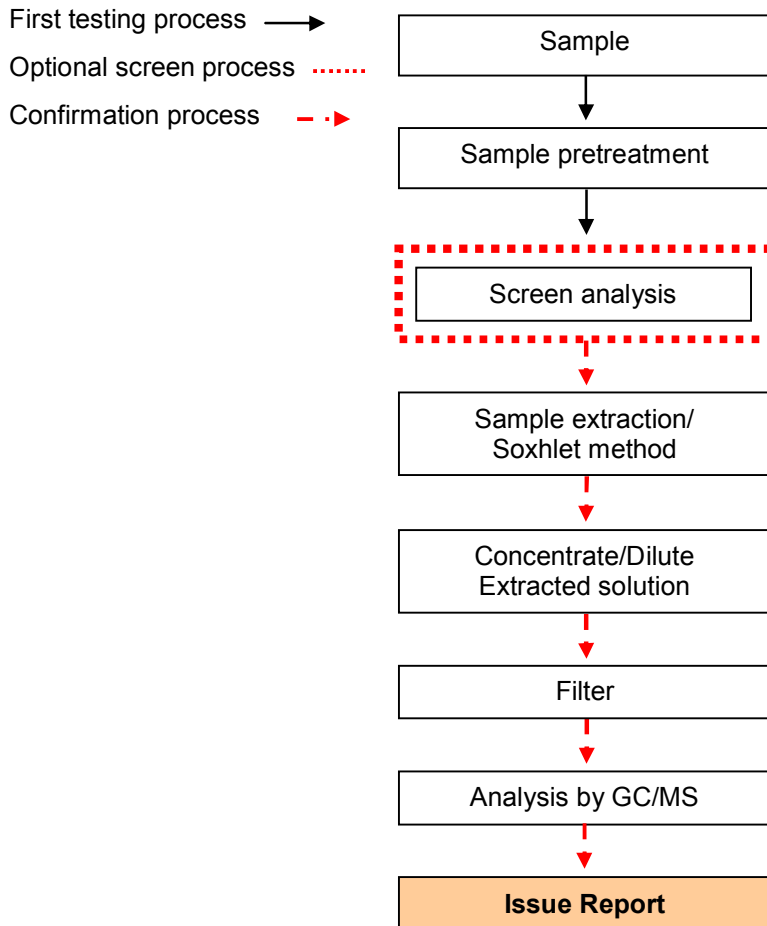 First testing process
Optional screen process
Confirmation process
Sample
Sample pretreatment
Screen analysis
Sample extraction/
Soxhlet method
Concentrate/Dilute
Extracted solution
Filter
Analysis by GC/MS
Issue Report